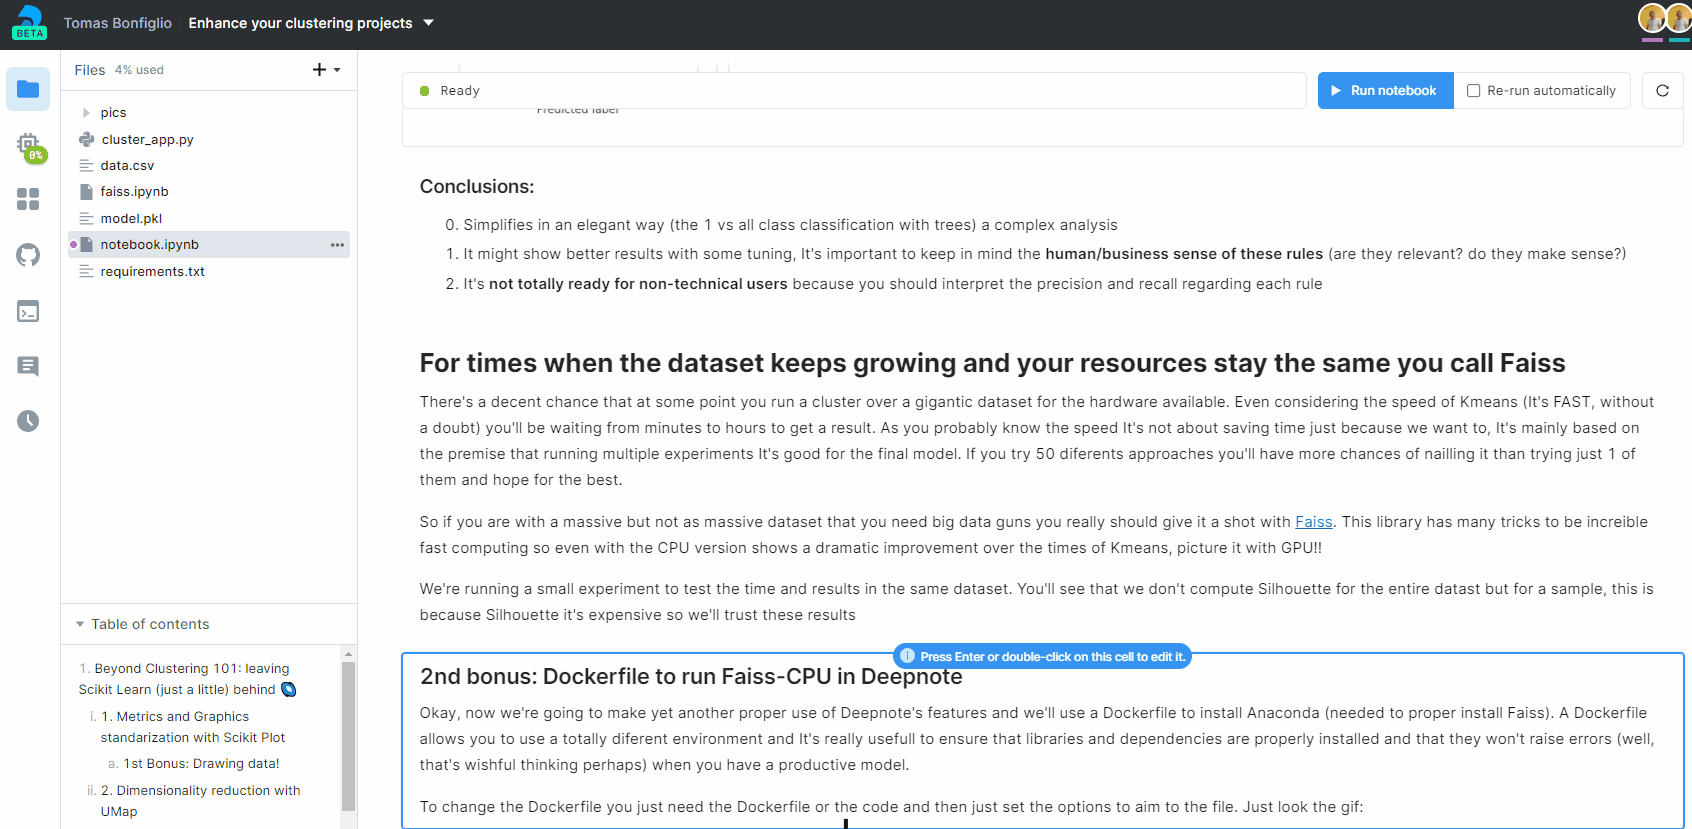 BETA
Tomas Bonfiglio / Enhance your clustering projects
Files 4% used
0%
pics
cluster_app.py
data.csv
faiss.ipynb
model.pkl
notebook.ipynb
requirements.txt
Table of contents
1. Beyond Clustering 101: leaving
Scikit Learn (just a little) behind
i. 1. Metrics and Graphics
standarization with Scikit Plot
a. 1st Bonus: Drawing data!
ii. 2. Dimensionality reduction with
UMap
Ready
Run notebook
Re-run automatically
Predicted label
Conclusions:
0. Simplifies in an elegant way (the 1 vs all class classification with trees) a complex analysis
1. It might show better results with some tuning, It's important to keep in mind the human/business sense of these rules (are they relevant? do they make sense?)
2. It's not totally ready for non-technical users because you should interpret the precision and recall regarding each rule
For times when the dataset keeps growing and your resources stay the same you call Faiss
There's a decent chance that at some point you run a cluster over a gigantic dataset for the hardware available. Even considering the speed of Kmeans (It's FAST, without
a doubt) you'll be waiting from minutes to hours to get a result. As you probably know the speed It's not about saving time just because we want to, It's mainly based on
the premise that running multiple experiments It's good for the final model. If you try 50 diferents approaches you'll have more chances of nailling it than trying just 1 of
them and hope for the best.
So if you are with a massive but not as massive dataset that you need big data guns you really should give it a shot with Faiss. This library has many tricks to be increible
fast computing so even with the CPU version shows a dramatic improvement over the times of Kmeans, picture it with GPU!!
We're running a small experiment to test the time and results in the same dataset. You'll see that we don't compute Silhouette for the entire datast but for a sample, this is
because Silhouette it's expensive so we'll trust these results
Press Enter or double-click on this cell to edit it.
2nd bonus: Dockerfile to run Faiss-CPU in Deepnote
Okay, now we're going to make yet another proper use of Deepnote's features and we'll use a Dockerfile to install Anaconda (needed to proper install Faiss). A Dockerfile
allows you to use a totally diferent environment and It's really usefull to ensure that libraries and dependencies are properly installed and that they won't raise errors (well,
that's wishful thinking perhaps) when you have a productive model.
To change the Dockerfile you just need the Dockerfile or the code and then just set the options to aim to the file. Just look the gif: